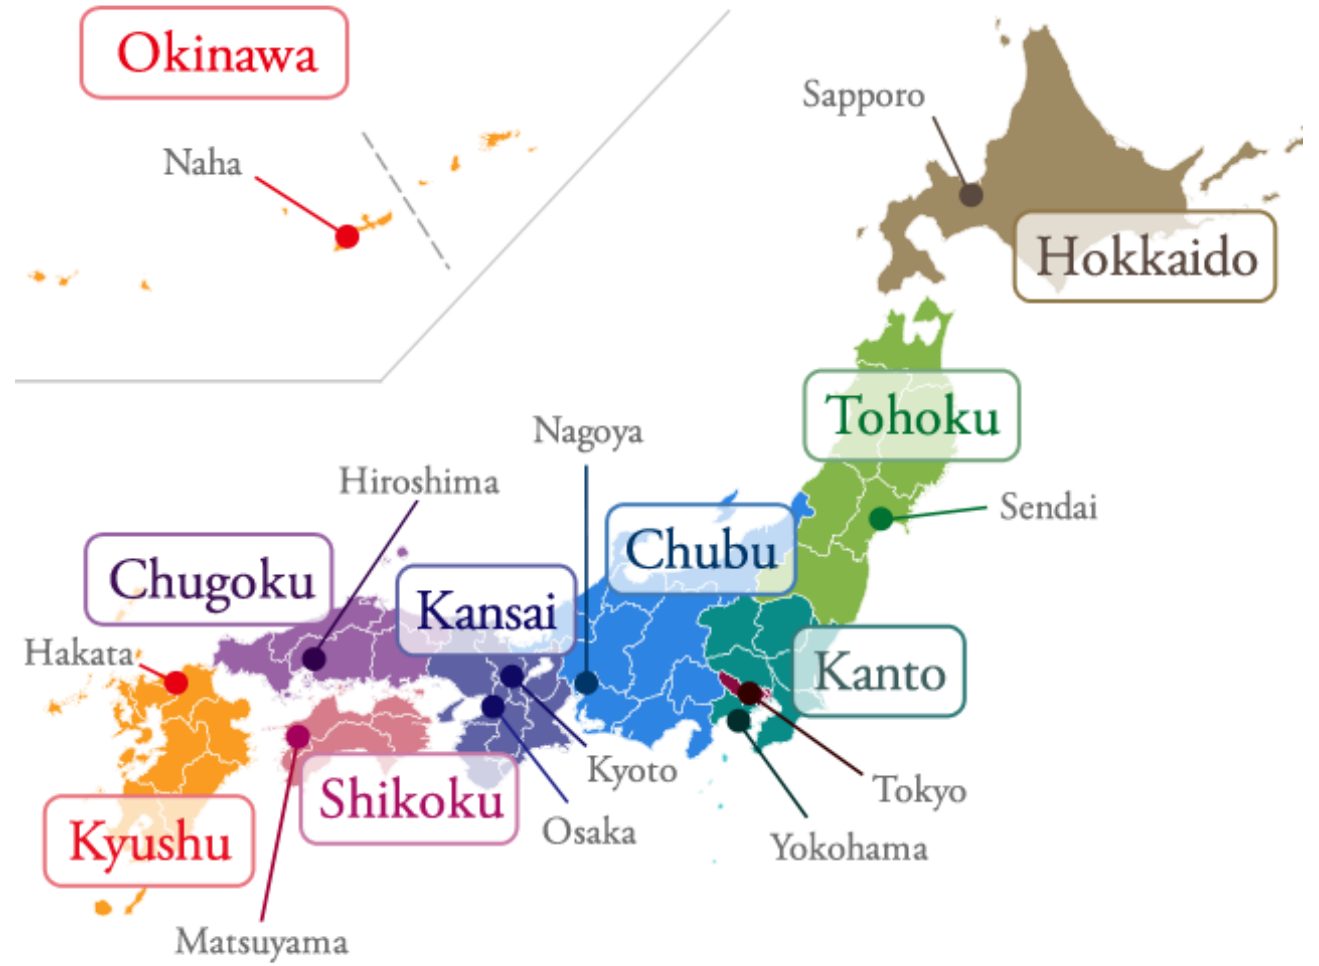 Okinawa
Naha
Sapporo
Hokkaido
Tohoku
Nagoya
Hiroshima
Sendai
Chubu
Chugoku
Kansai
Hakata
Kanto
Kyoto
Tokyo
Shikoku
Osaka
Kyushu
Yokohama
Matsuyama